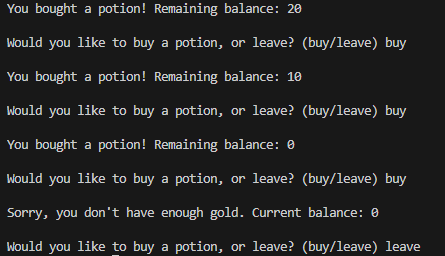 You bought a potion! Remaining balance: 20
Would you like to buy a potion, or leave? (buy/leave) buy
You bought a potion! Remaining balance: 10
Would you like to buy a potion, or leave? (buy/leave) buy
You bought a potion! Remaining balance: 0
Would you like to buy a potion, or leave? (buy/leave) buy
Sorry, you don't have enough gold. Current balance: 0
Would you like to buy a potion, or leave? (buy/leave) leave